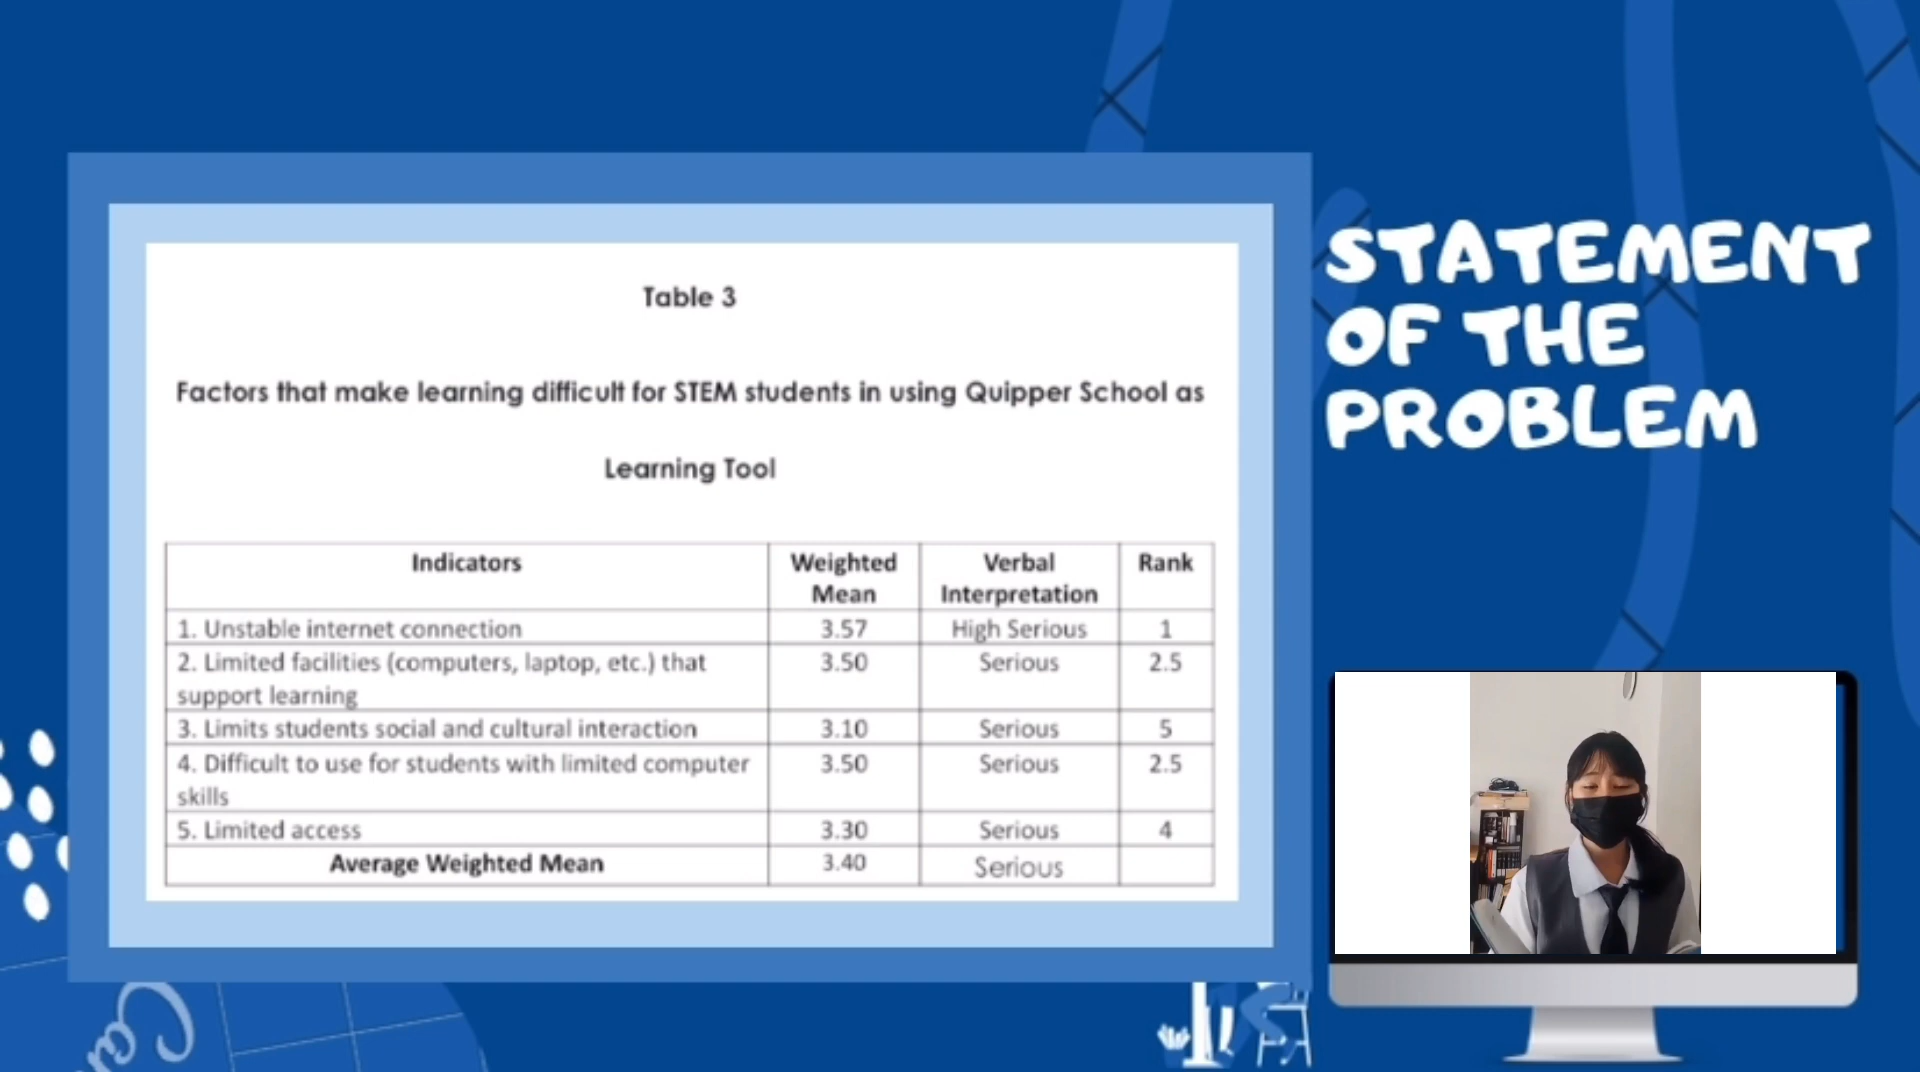 STATEMENT
OF THE
PROBLEM
Table 3
Factors that make learning difficult for STEM students in using Quipper School as
Learning Tool
Indicators
Weighted
Mean
Verbal
Interpretation
Rank
1. Unstable internet connection
3.57
High Serious
1
2. Limited facilities (computers, laptop, etc.) that
support learning
3.50
Serious
2.5
3. Limits students social and cultural interaction
3.10
Serious
5
4. Difficult to use for students with limited computer
skills
3.50
Serious
2.5
5. Limited access
3.30
Serious
4
Average Weighted Mean
3.40
Serious